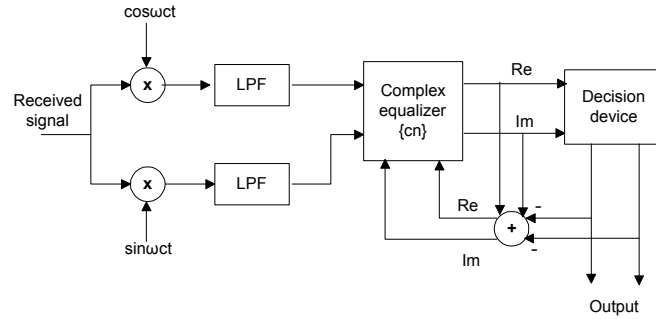 cosωct
x
LPF
Received
signal
Complex
equalizer
{cn}
Re
Im
Decision
device
x
LPF
sinωct
Re
Im
+
-
-
Output